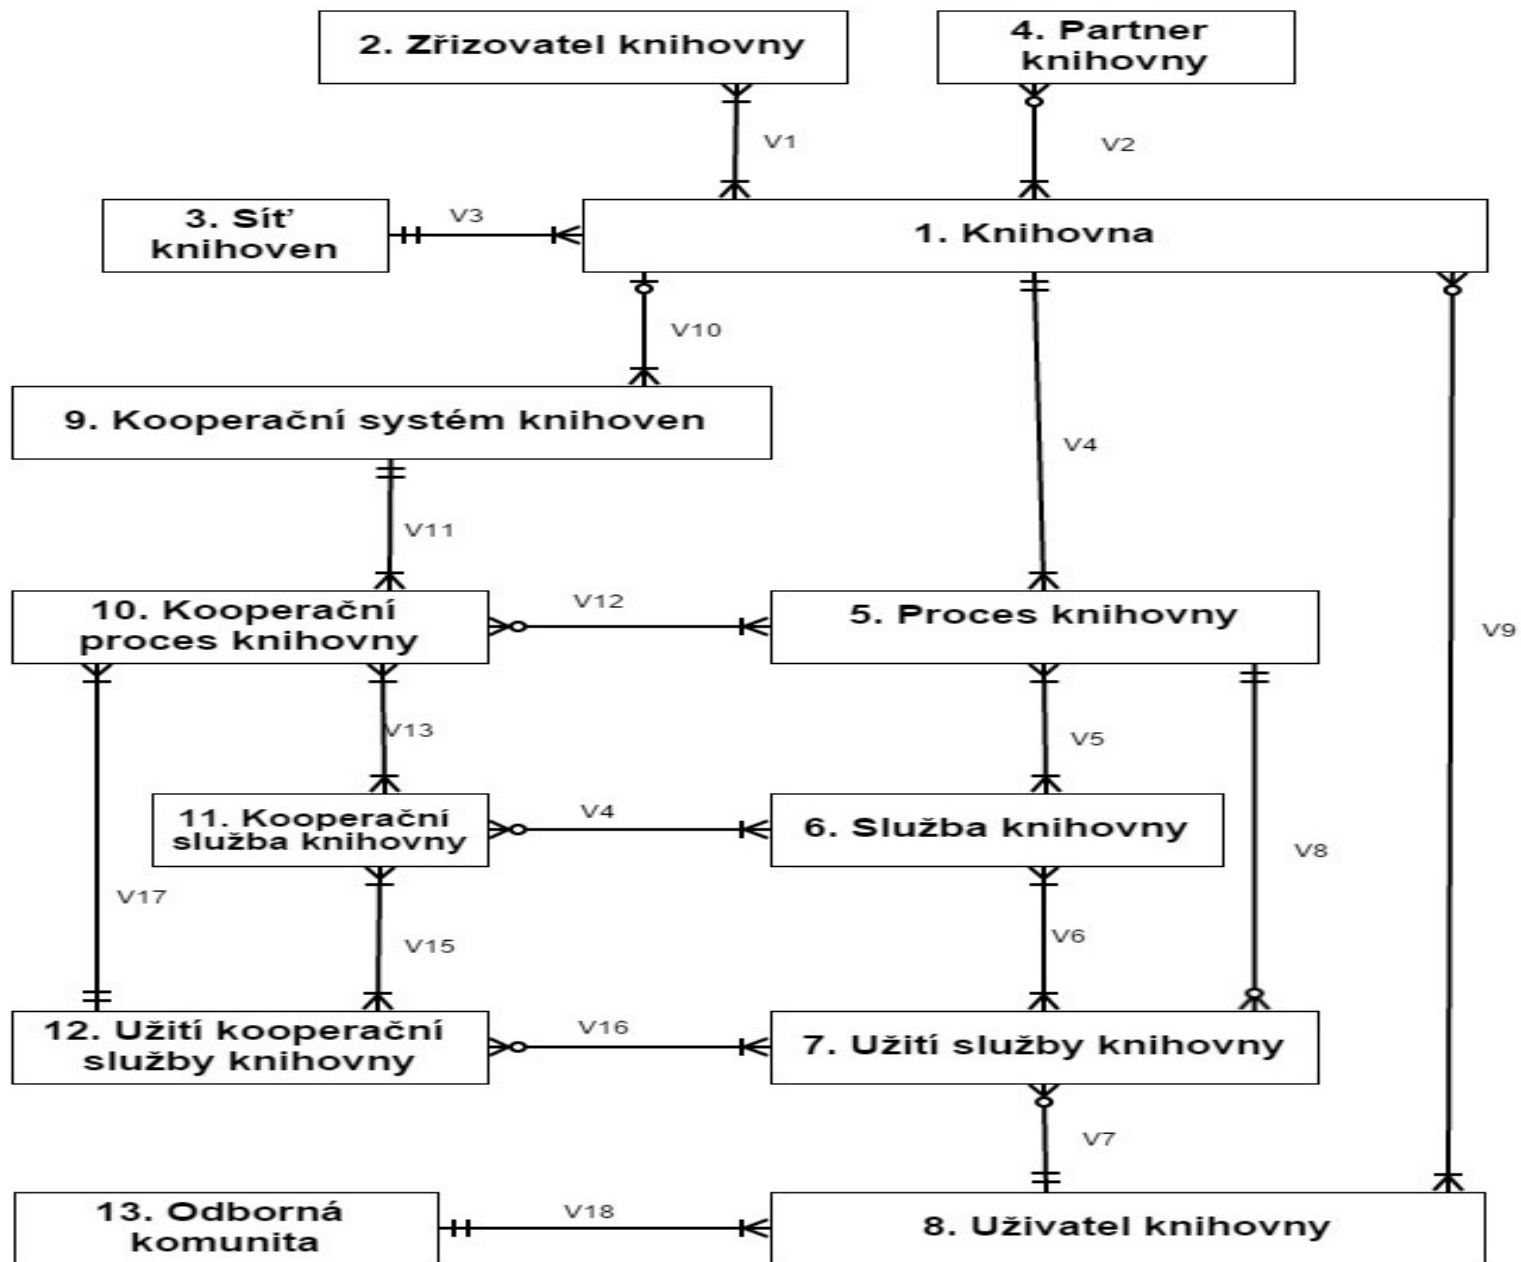 2. Zřizovatel knihovny
4. Partner
knihovny
V1
V2
3. Síť
knihoven
V3
1. Knihovna
V10
9. Kooperační systém knihoven
V4
V11
10. Kooperační
proces knihovny
V12
5. Proces knihovny
V9
V13
V5
11. Kooperační
služba knihovny
V4
6. Služba knihovny
V8
V17
V15
V6
12. Užití kooperační
služby knihovny
V16
7. Užití služby knihovny
V7
13. Odborná
komunita
V18
8. Uživatel knihovny